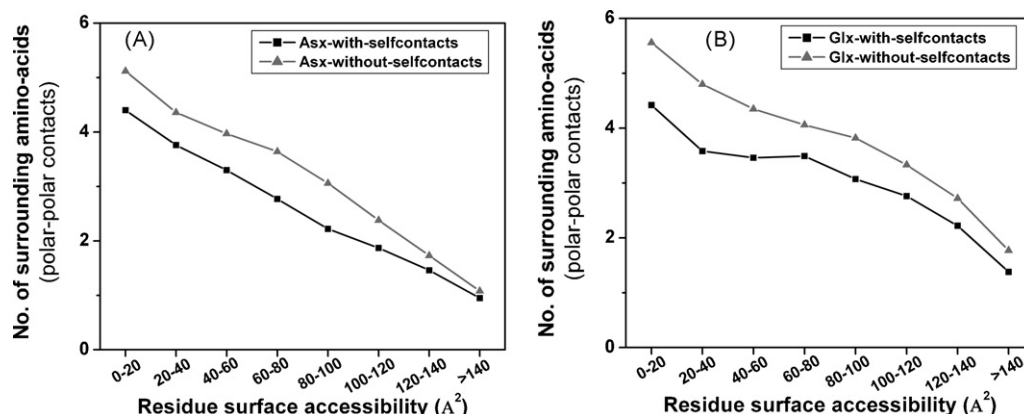 (A)
Asx-with-selfcontacts
Asx-without-selfcontacts
No. of surrounding amino-acids
(polar-polar contacts)
6
4
2
0
0-20 20-40 40-60 60-80 80-100 100-120 120-140 >140
Residue surface accessibility (A²)
(B)
Glx-with-selfcontacts
Glx-without-selfcontacts
No. of surrounding amino-acids
(polar-polar contacts)
6
4
2
0
0-20 20-40 40-60 60-80 80-100 100-120 120-140 >140
Residue surface accessibility (A²)